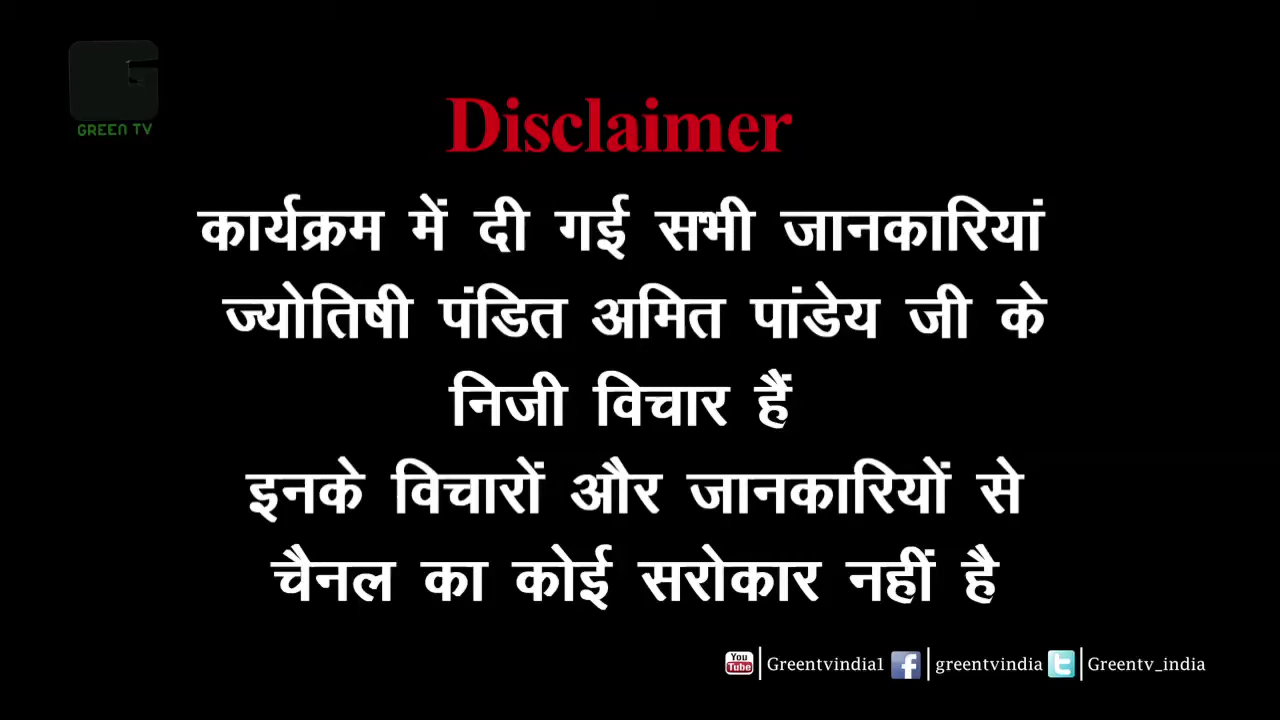 GREEN TV
Disclaimer
कार्यक्रम में दी गई सभी जानकारियां
ज्योतिषी पंडित अमित पांडेय जी के
निजी विचार हैं
इनके विचारों और जानकारियों से
चैनल का कोई सरोकार नहीं है
You Tube Greentvindia1 f greentvindia t Greentv_india